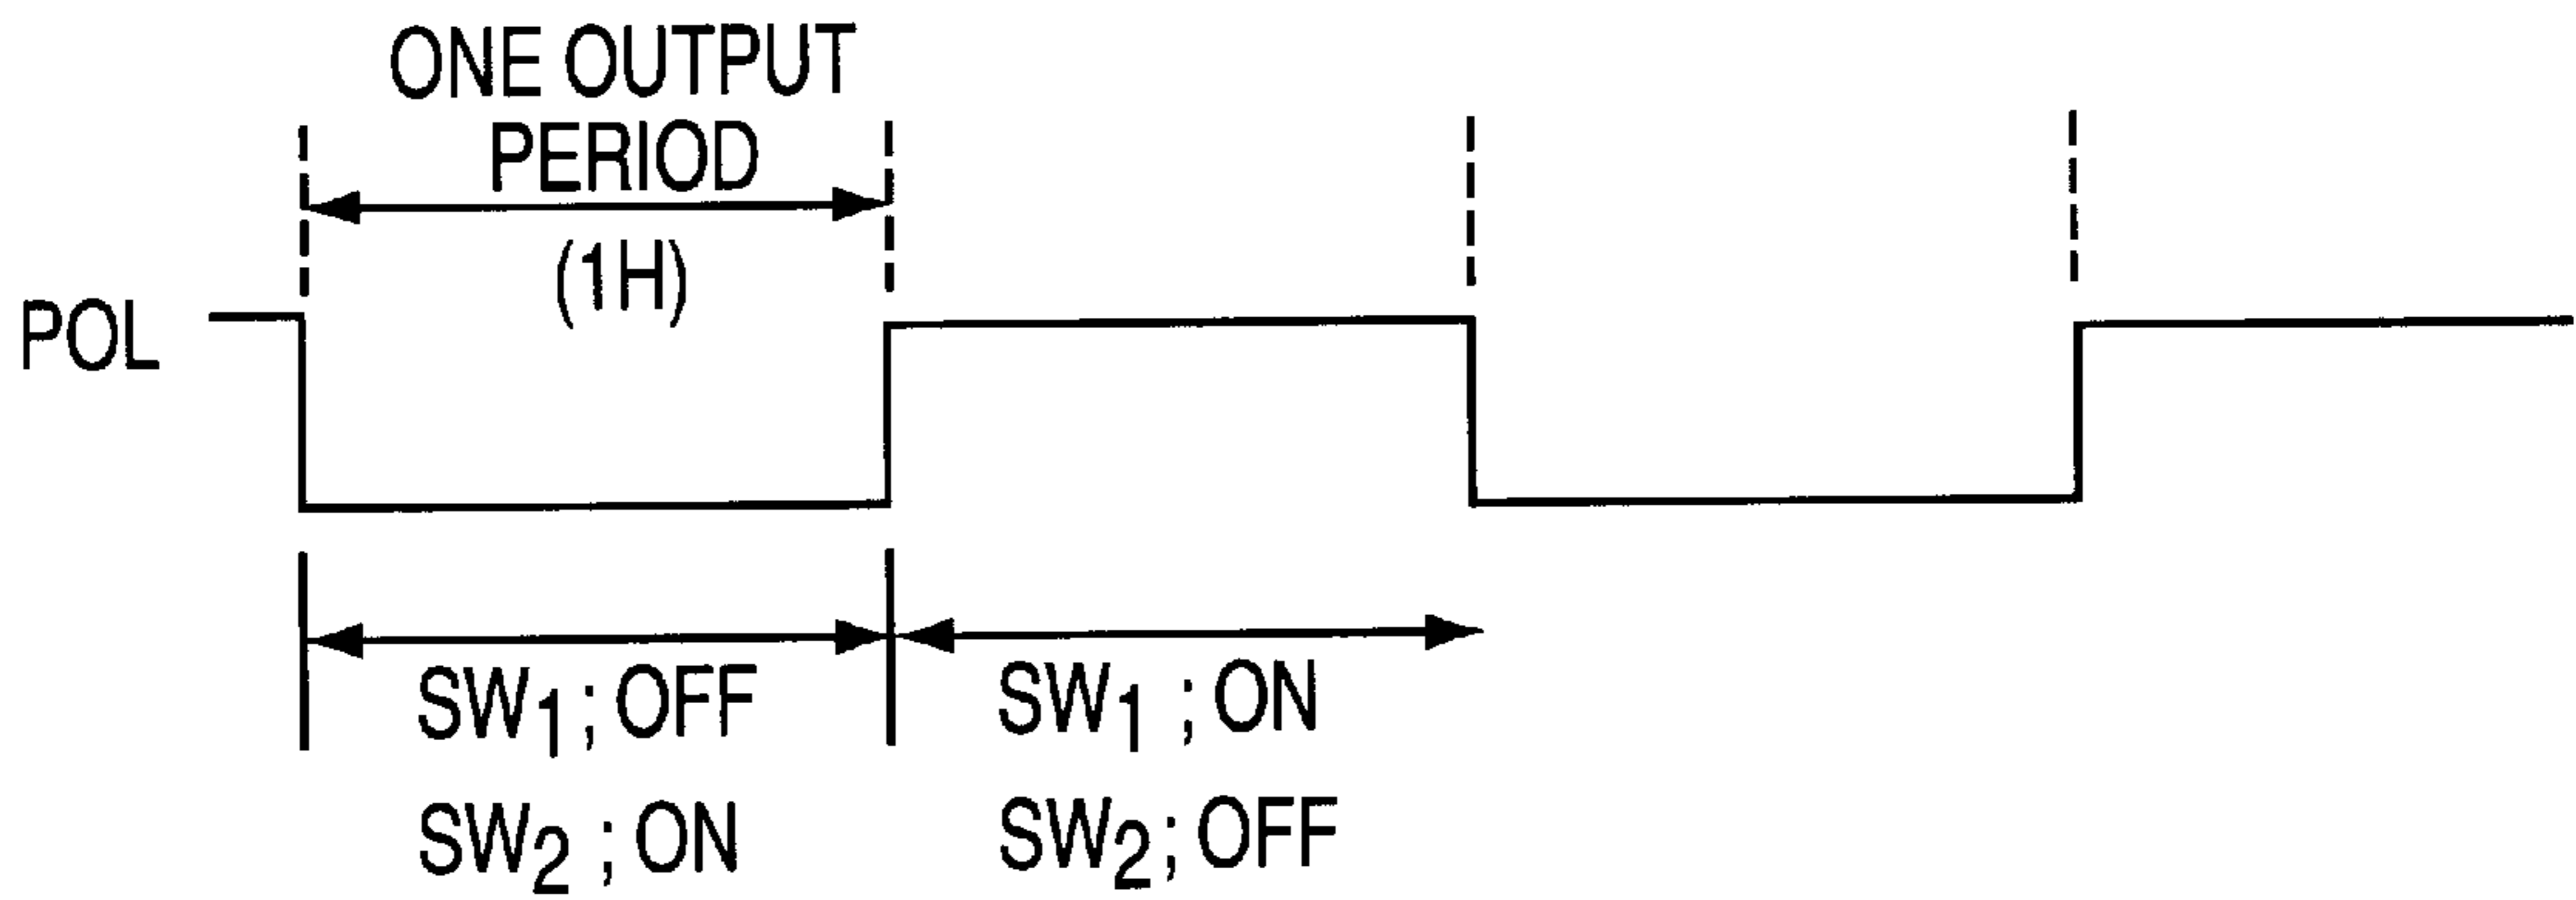 ONE OUTPUT
PERIOD
(1H)
POL
SW1 ; OFF
SW2 ; ON
SW1 ; ON
SW2 ; OFF